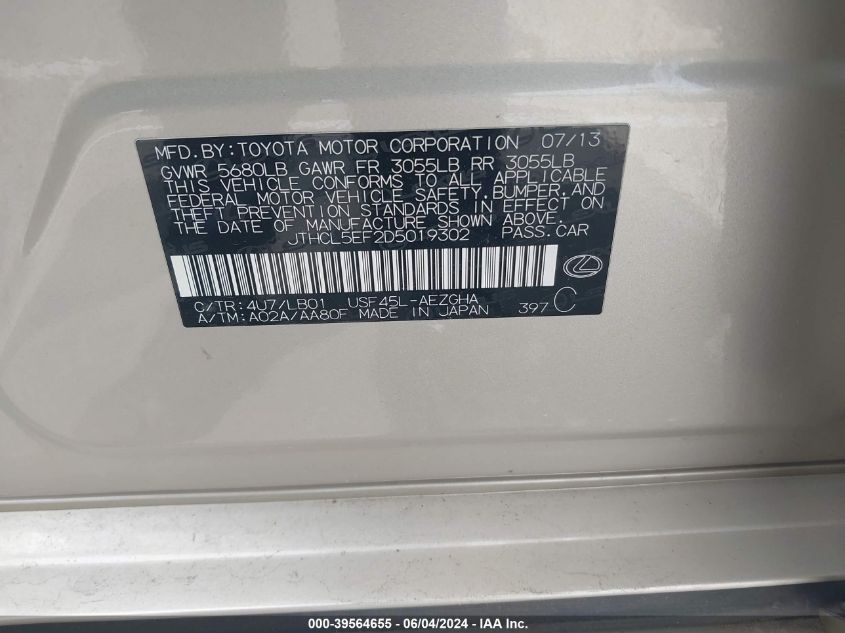 MFD.BY:TOYOTA MOTOR CORPORATION 07/13
GVWR 5680LB GAWR FR 3055LB RR 3055LB
THIS VEHICLE CONFORMS TO ALL APPLICABLE
FEDERAL MOTOR VEHICLE SAFETY,BUMPER,AND
THEFT PREVENTION STANDARDS IN EFFECT ON
THE DATE OF MANUFACTURE SHOWN ABOVE.
JTHCL5EF2D5019302 PASS.CAR
C/TR:4U7/LB01 USF45L-AEZGHA
A/TM:A02A/AA80F MADE IN JAPAN 397 C
000-39564655 - 06/04/2024 - IAA Inc.